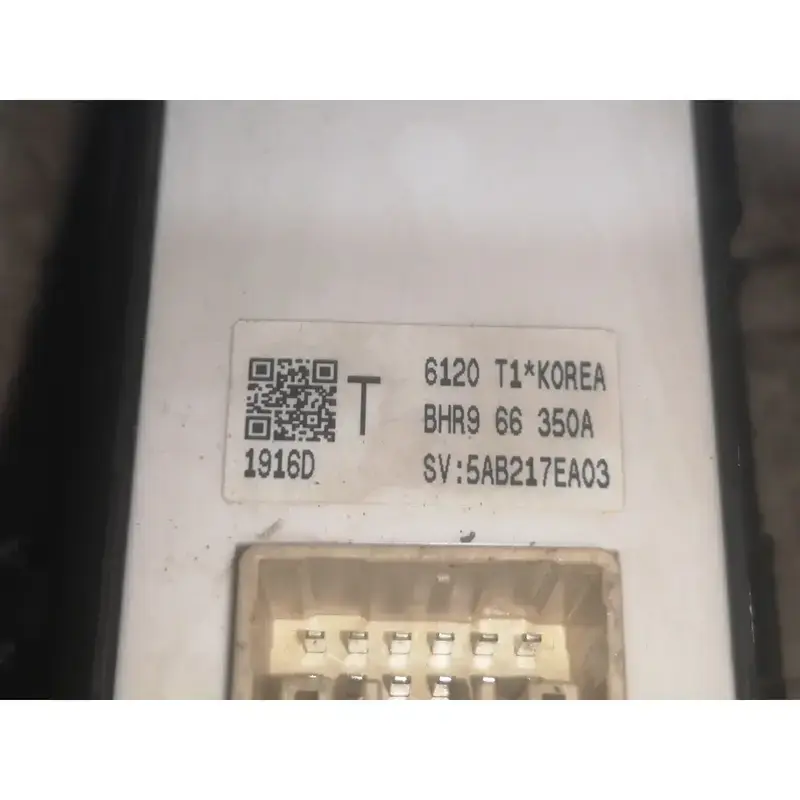 6120 T1*KOREA
T
BHR9 66 350A
1916D
SV:5AB217EA03